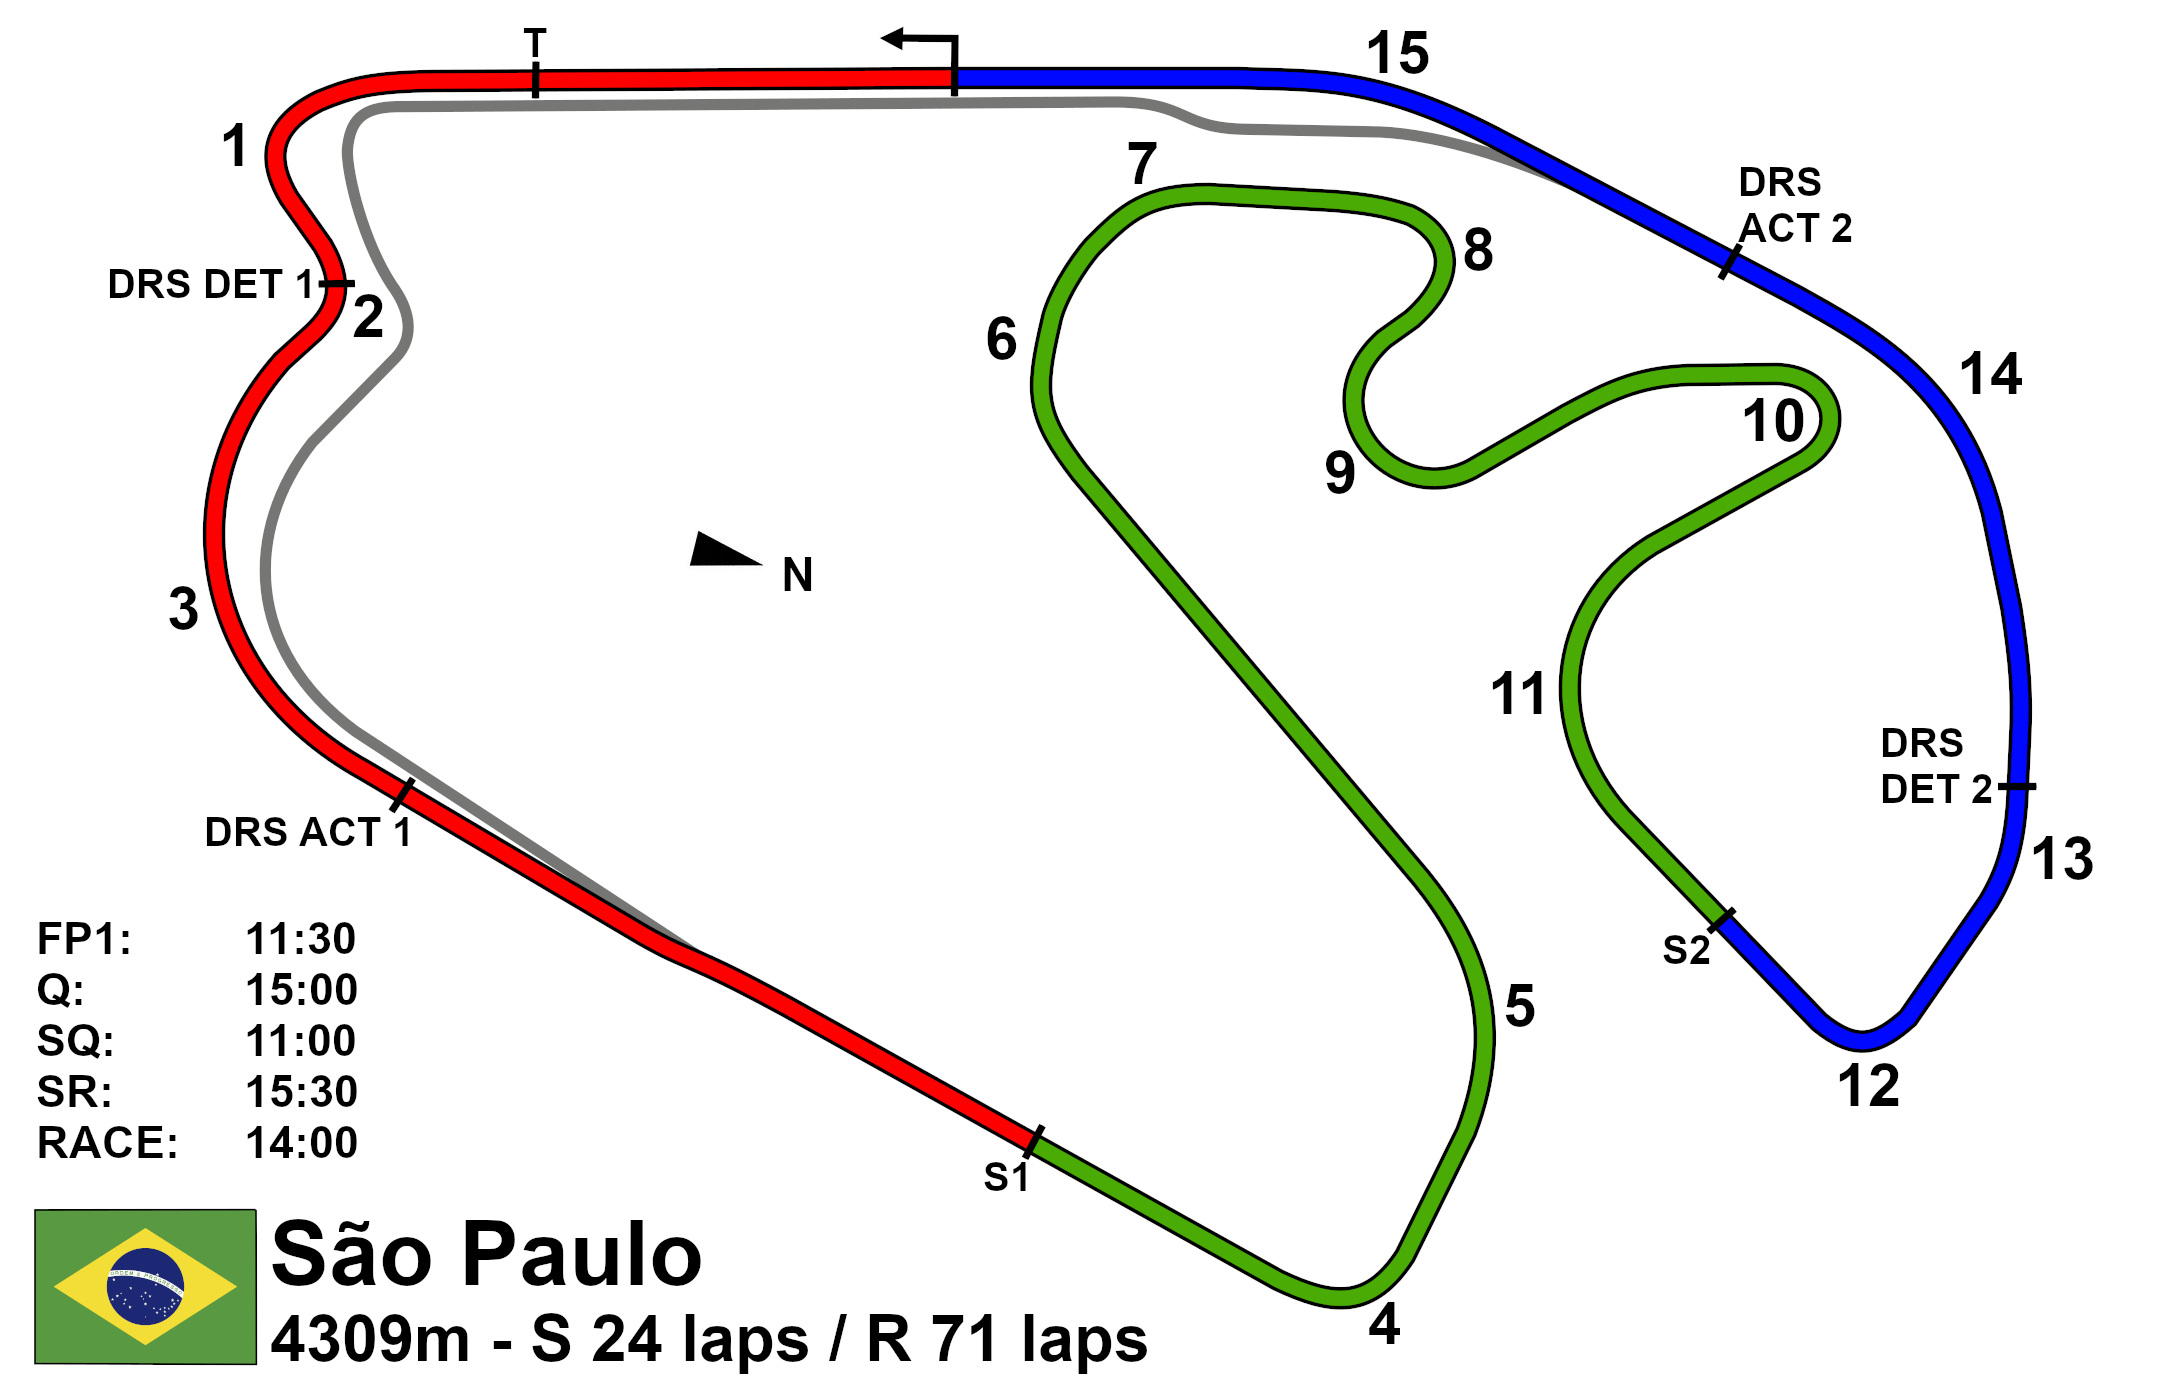 T
15
1
7
DRS
ACT 2
8
DRS DET 1
2
6
14
10
9
N
3
11
DRS
DET 2
DRS ACT 1
13
FP1: 11:30
S2
Q: 15:00
5
SQ: 11:00
SR: 15:30
12
RACE: 14:00
S1
São Paulo
4
4309m - S 24 laps / R 71 laps